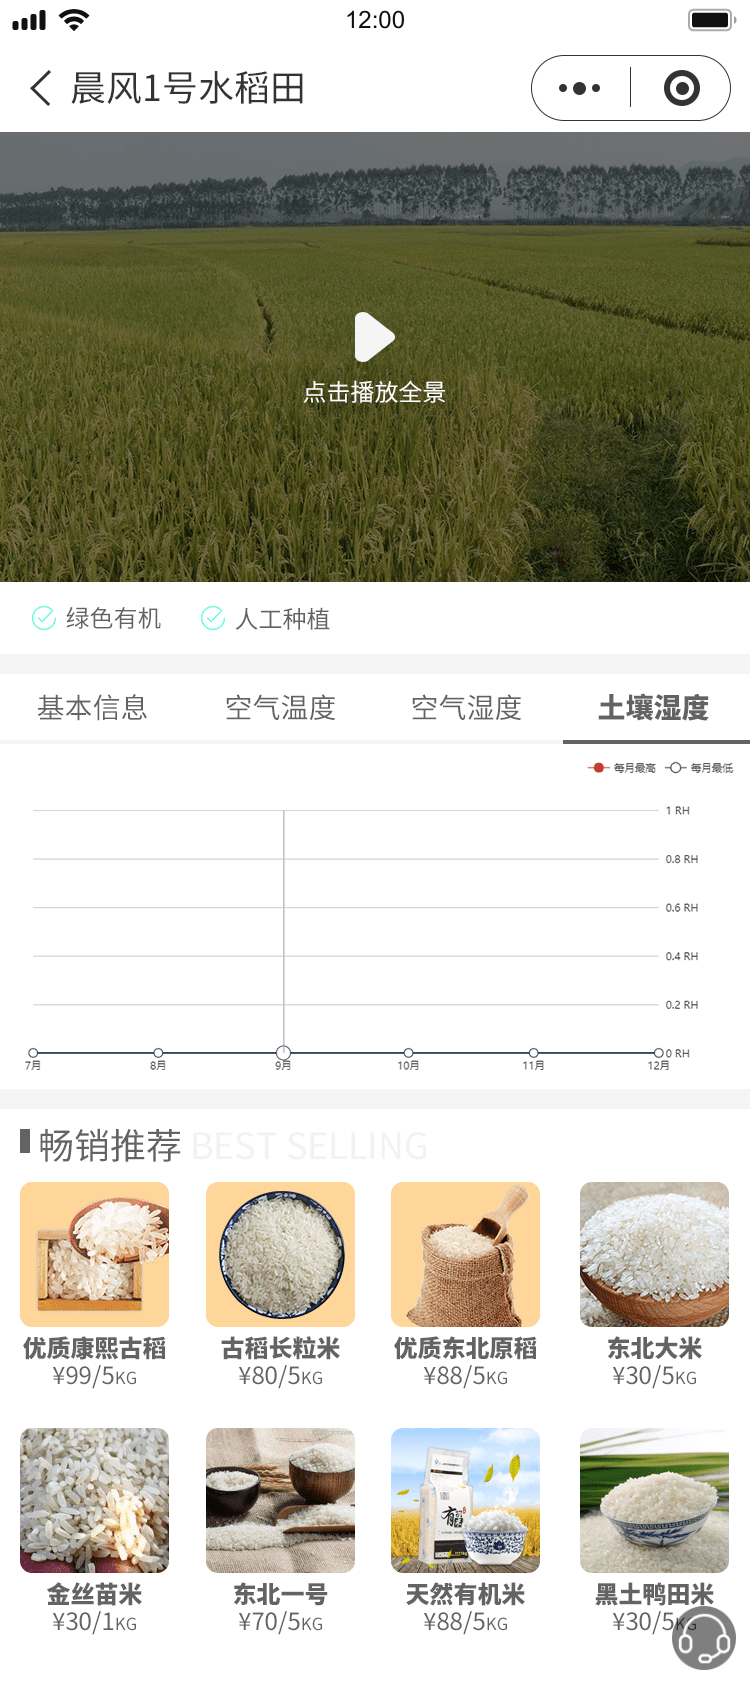 12:00
晨风1号水稻田
点击播放全景
绿色有机 人工种植
基本信息 空气温度 空气湿度 土壤湿度
每月最高 每月最低
1 RH
0.8 RH
0.6 RH
0.4 RH
0.2 RH
0 RH
7月 8月 9月 10月 11月 12月
畅销推荐 BEST SELLING
优质康熙古稻 古稻长粒米 优质东北原稻 东北大米
¥99/5KG ¥80/5KG ¥88/5KG ¥30/5KG
有
金丝苗米 东北一号 天然有机米 黑土鸭田米
¥30/1KG ¥70/5KG ¥88/5KG ¥30/5KG